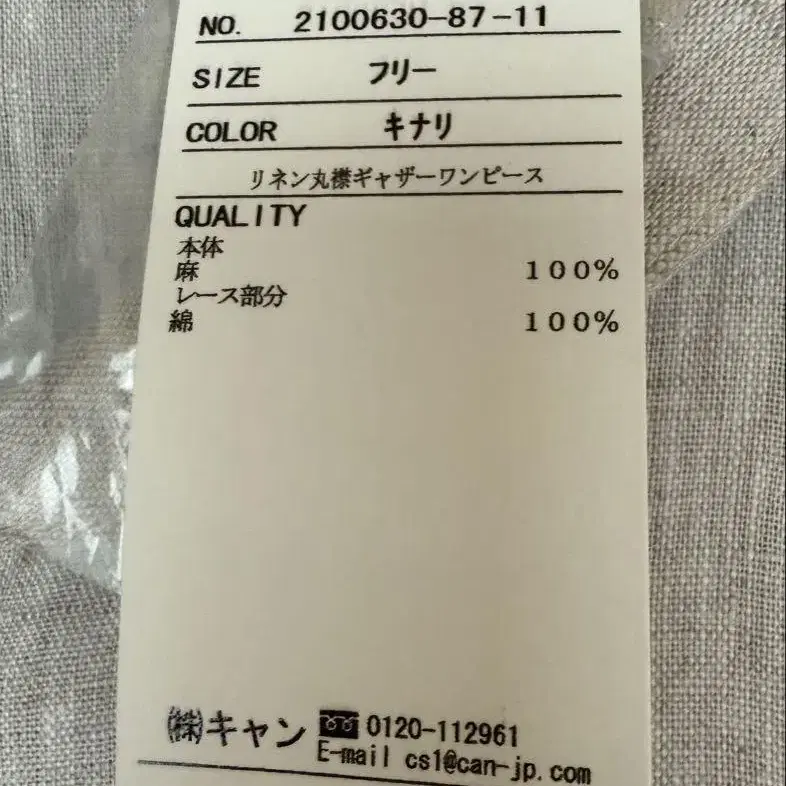 NO. 2100630-87-11
SIZE フリー
COLOR キナリ
リネン丸襟ギャザーワンピース
QUALITY
本体
麻 100%
レース部分
綿 100%
㈱キャン 0120-112961
E-mail cs1@can-jp.com